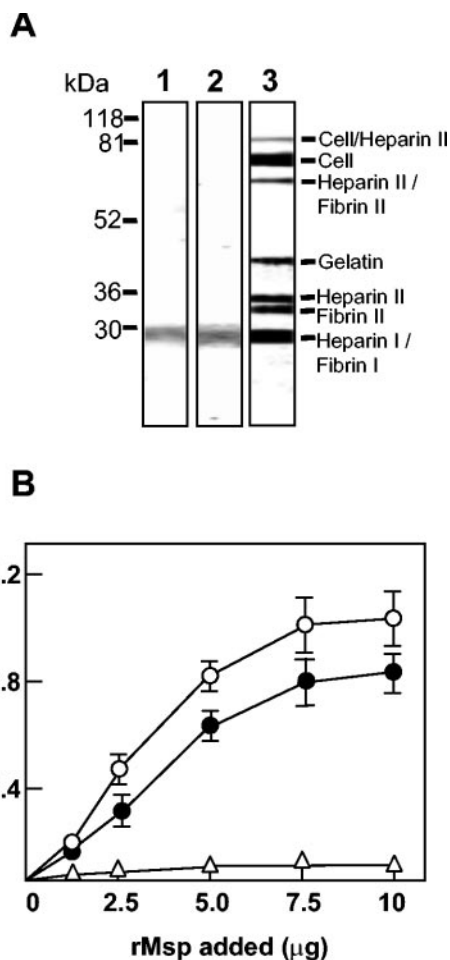 A
kDa 1 2 3
118
81
52
36
30
Cell/Heparin II
Cell
Heparin II /
Fibrin II
Gelatin
Heparin II
Fibrin II
Heparin I /
Fibrin I
B
.2
.8
.4
0 2.5 5.0 7.5 10
rMsp added (µg)